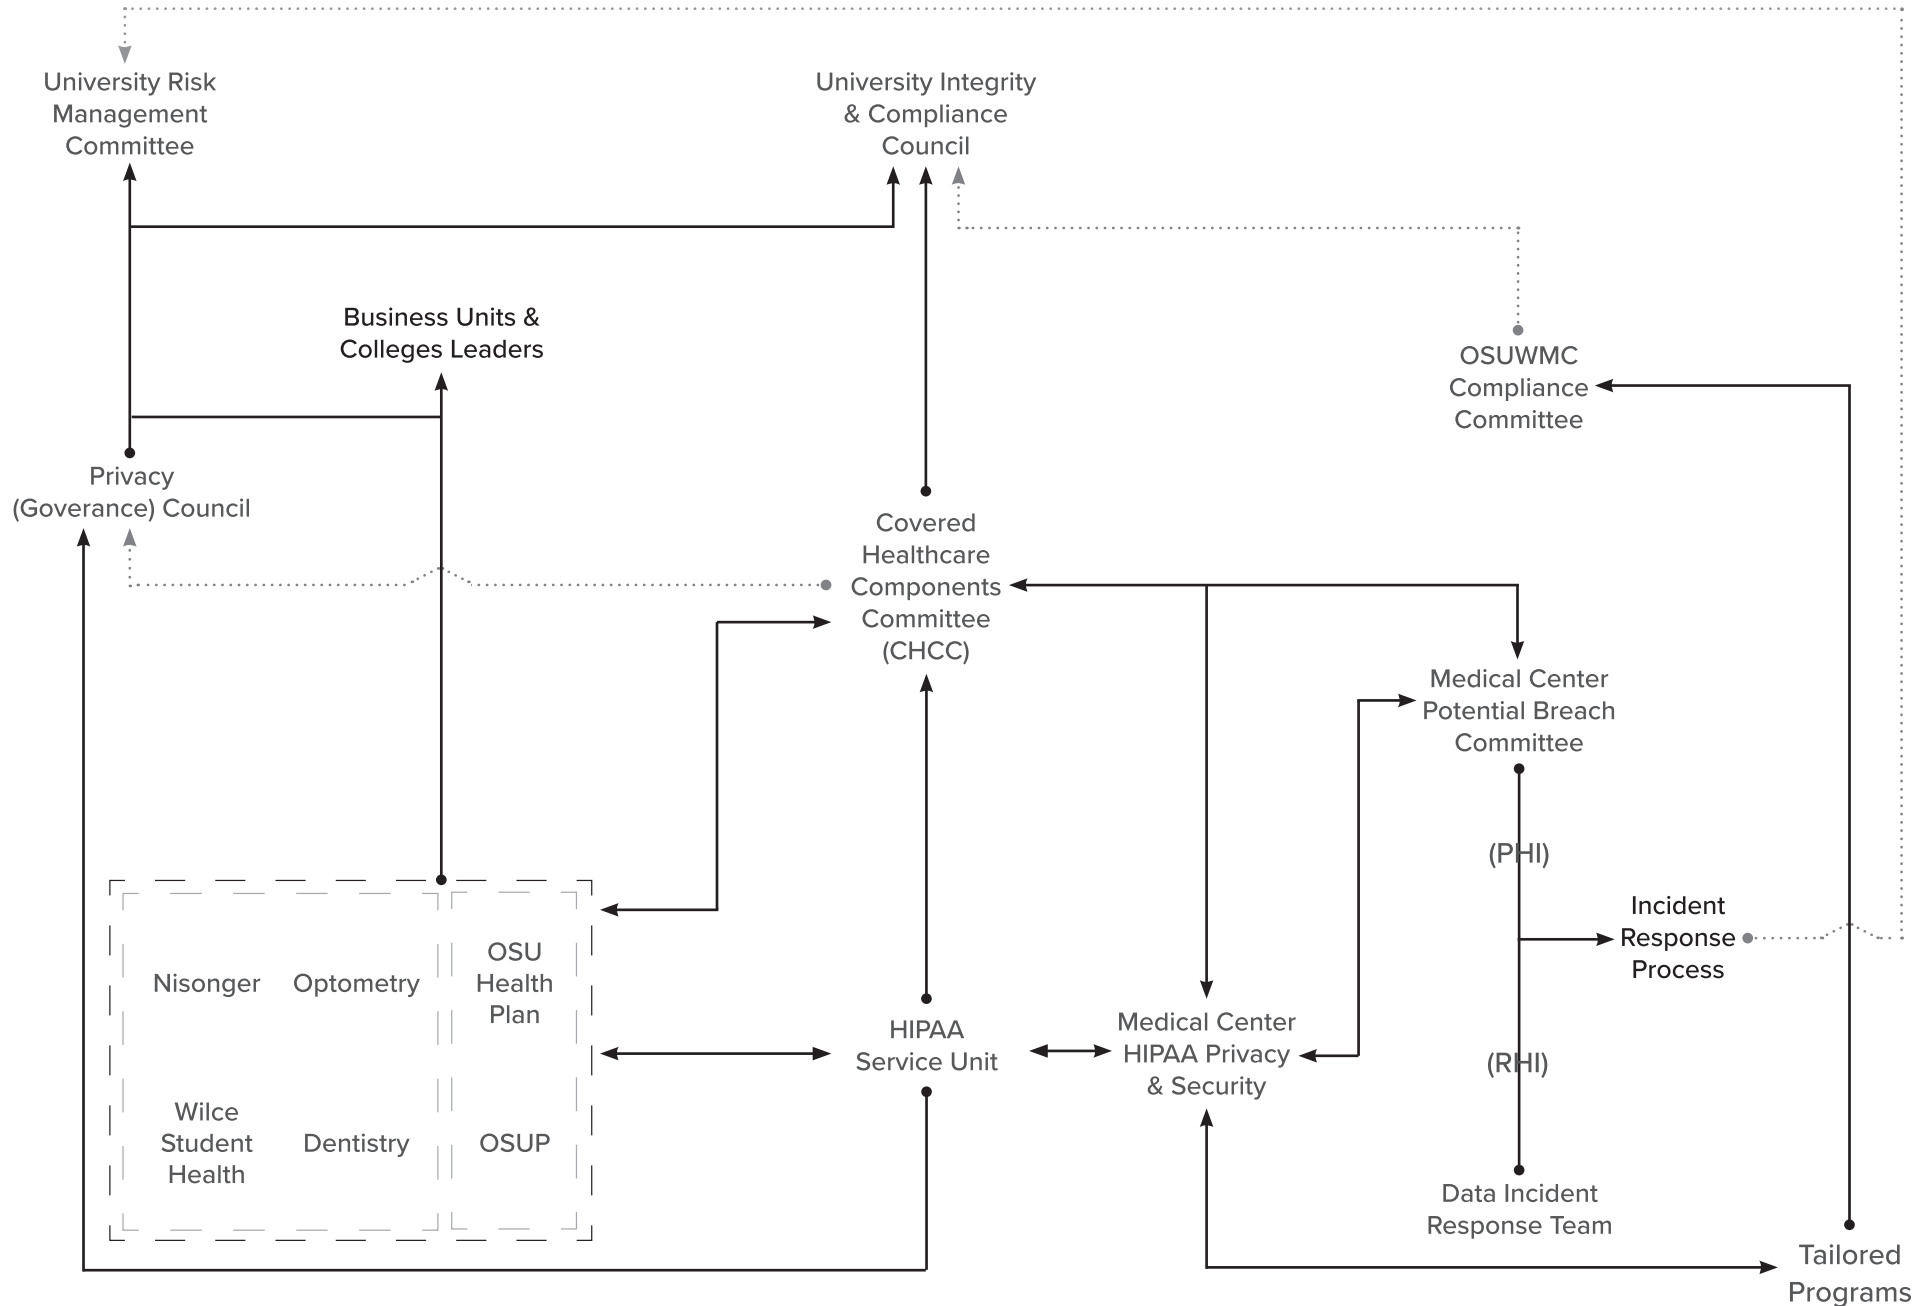 University Risk
Management
Committee
University Integrity
& Compliance
Council
Business Units &
Colleges Leaders
OSUWMC
Compliance
Committee
Privacy
(Goverance) Council
Covered
Healthcare
Components
Committee
(CHCC)
Medical Center
Potential Breach
Committee
(PHI)
Incident
Response
Process
(RHI)
Nisonger
Optometry
OSU
Health
Plan
Wilce
Student
Health
Dentistry
OSUP
HIPAA
Service Unit
Medical Center
HIPAA Privacy
& Security
Data Incident
Response Team
Tailored
Programs